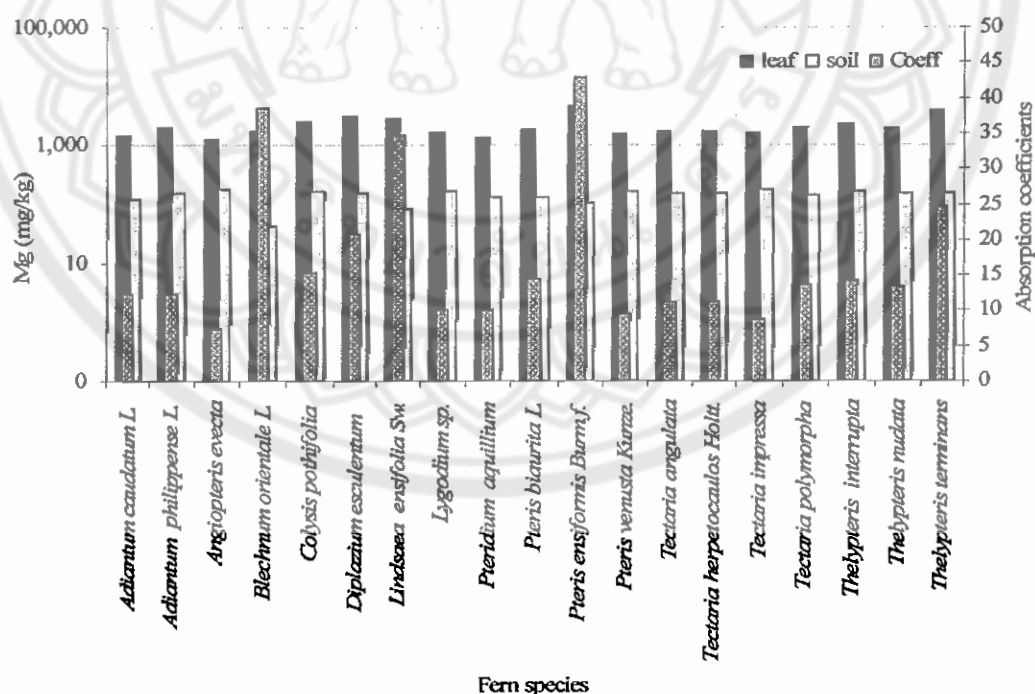 100,000
1,000
10
0
Mg (mg/kg)
50
45
40
35
30
25
20
15
10
5
0
Absorption coefficients
leaf soil Coeff
Adiantum caudatum L
Adiantum philippense L.
Angiopteris evecta
Blechnum orientale L
Colysis pothifolia
Diplazium esculentum
Lindsaea ensifolia Sw.
Lygodium sp.
Pteridium aquillium
Pteris biaurita L.
Pteris ensiformis Burm.f.
Pteris venusta Kunze.
Tectaria angulata
Tectaria herpetocaulos Holtt.
Tectaria impressa
Tectaria polymorpha
Thelypteris interrupta
Thelypteris nudata
Thelypteris terminans
Fern species